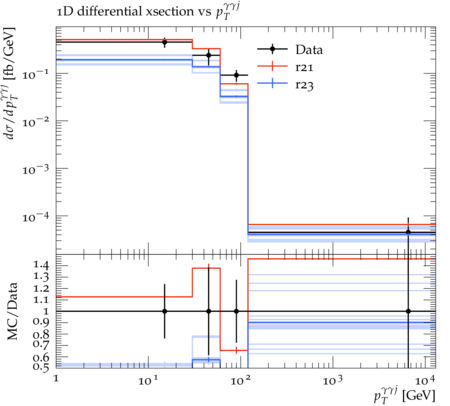 1D differential xsection vs p_T^{γγj}
dσ/dp_T^{γγj} [fb/GeV]
10^{-1}
10^{-2}
10^{-3}
10^{-4}
Data
r21
r23
MC/Data
1.4
1.3
1.2
1.1
1
0.9
0.8
0.7
0.6
0.5
1 10^1 10^2 10^3 10^4
p_T^{γγj} [GeV]